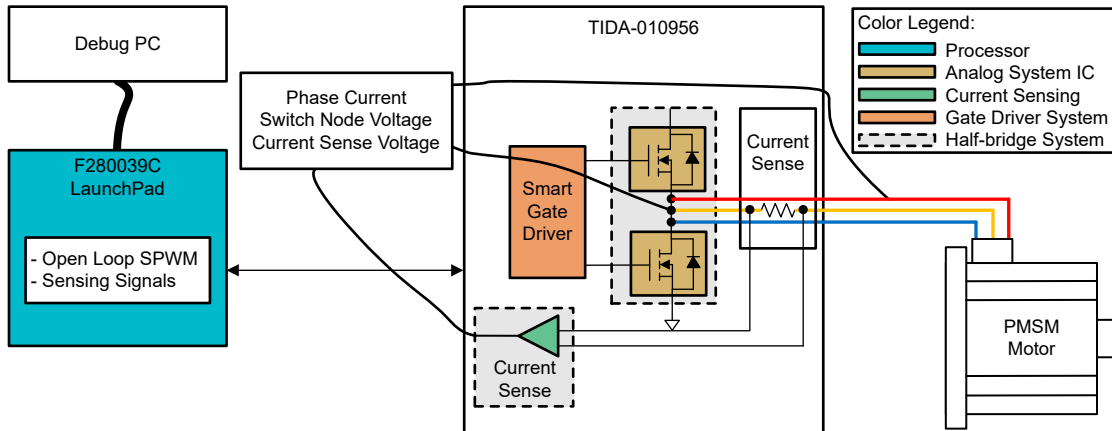 Debug PC
F280039C
LaunchPad
- Open Loop SPWM
- Sensing Signals
Phase Current
Switch Node Voltage
Current Sense Voltage
TIDA-010956
Smart
Gate
Driver
Current
Sense
Current
Sense
Color Legend:
Processor
Analog System IC
Current Sensing
Gate Driver System
Half-bridge System
PMSM
Motor